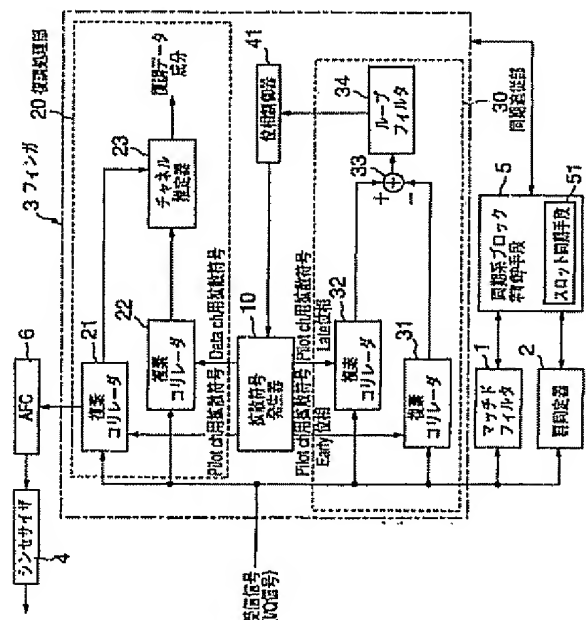 3 フィンガ
20 復調処理部
6
AFC
シンセサイザ
4
21
複素
コリレータ
22
複素
コリレータ
23
チャネル
推定器
復調データ
成分
Pilot ch用拡散符号
Data ch用拡散符号
10
拡散符号
発生器
41
位相制御器
Pilot ch用拡散符号
Early位相
Pilot ch用拡散符号
Late位相
32
複素
コリレータ
31
複素
コリレータ
33
+
−
34
ループ
フィルタ
30
同期追従部
受信信号
(I/Q信号)
1
マッチド
フィルタ
2
群同定器
5
同期系ブロック
制御手段
51
スロット同期手段